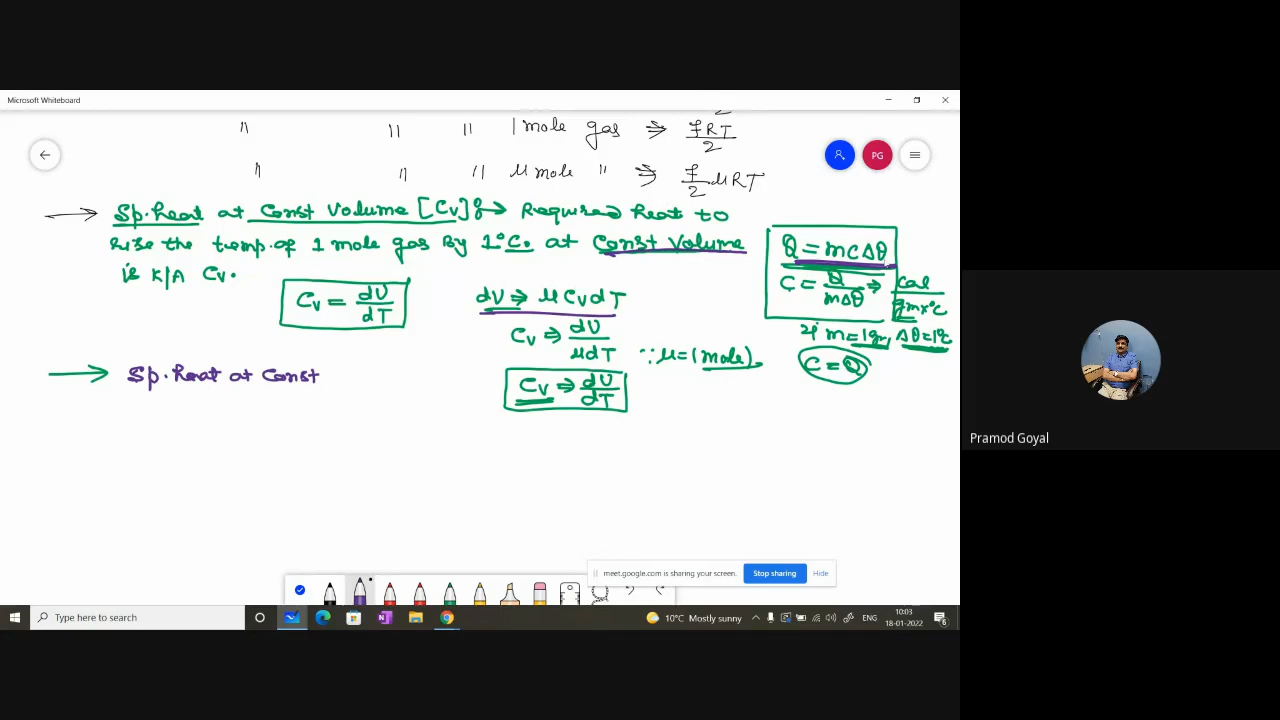 Microsoft Whiteboard
" " " 1 mole gas ⇒ fRT/2
" " " μ mole " ⇒ f/2 μRT
PG
→ Sp. Heat at Const Volume [Cv] :→ Required heat to
rise the temp. of 1 mole gas by 1°C. at Const Volume
is K/A Cv.
Cv = dU/dT
dU ⇒ μCvdT
Cv ⇒ dU/μdT
∵ μ = 1 mole
Cv ⇒ dU/dT
Q = mcΔθ
C = Q/mΔθ → Cal/gm×°C
if m = 1gr, Δθ = 1°C
C = Q
→ Sp. heat at Const
Pramod Goyal
meet.google.com is sharing your screen. Stop sharing Hide
Type here to search
10°C Mostly sunny
ENG
10:03
18-01-2022
6